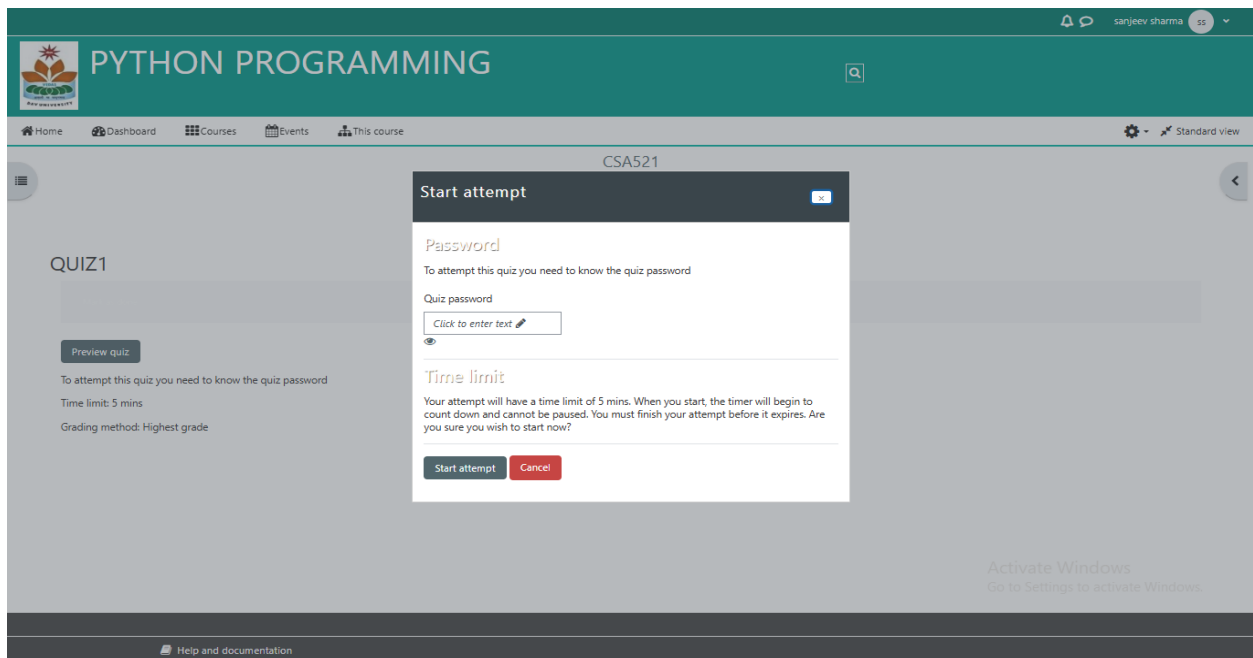 sanjeev sharma ss
PYTHON PROGRAMMING
Home Dashboard Courses Events This course Standard view
CSA521
Start attempt
×
Password
To attempt this quiz you need to know the quiz password
Quiz password
Click to enter text
Time limit
Your attempt will have a time limit of 5 mins. When you start, the timer will begin to
count down and cannot be paused. You must finish your attempt before it expires. Are
you sure you wish to start now?
Start attempt Cancel
QUIZ1
Preview quiz
To attempt this quiz you need to know the quiz password
Time limit: 5 mins
Grading method: Highest grade
Activate Windows
Go to Settings to activate Windows.
Help and documentation